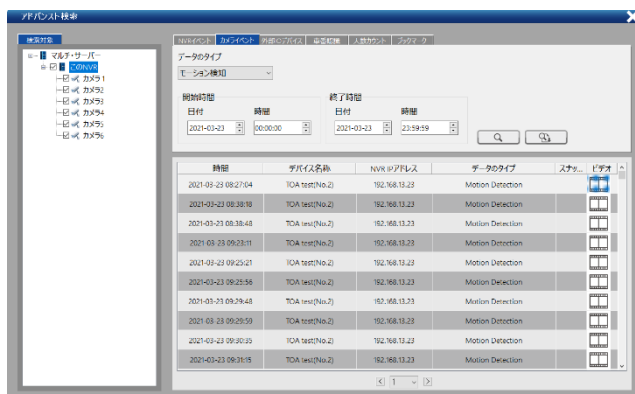 アドバンスト検索
検索対象
マルチ・サーバー
このNVR
カメラ1
カメラ2
カメラ3
カメラ4
カメラ5
カメラ6
NVRイベント カメライベント 外部I/Oデバイス 車番認識 人数カウント ブックマーク
データのタイプ
モーション検知
開始時間 終了時間
日付 時間 日付 時間
2021-03-23 00:00:00 2021-03-23 23:59:59
時間 デバイス名称 NVR IPアドレス データのタイプ スナッ... ビデオ
2021-03-23 08:27:04 TOA test(No.2) 192.168.13.23 Motion Detection
2021-03-23 08:38:18 TOA test(No.2) 192.168.13.23 Motion Detection
2021-03-23 08:38:48 TOA test(No.2) 192.168.13.23 Motion Detection
2021-03-23 09:23:11 TOA test(No.2) 192.168.13.23 Motion Detection
2021-03-23 09:25:21 TOA test(No.2) 192.168.13.23 Motion Detection
2021-03-23 09:25:56 TOA test(No.2) 192.168.13.23 Motion Detection
2021-03-23 09:29:48 TOA test(No.2) 192.168.13.23 Motion Detection
2021-03-23 09:29:59 TOA test(No.2) 192.168.13.23 Motion Detection
2021-03-23 09:30:35 TOA test(No.2) 192.168.13.23 Motion Detection
2021-03-23 09:31:15 TOA test(No.2) 192.168.13.23 Motion Detection
1